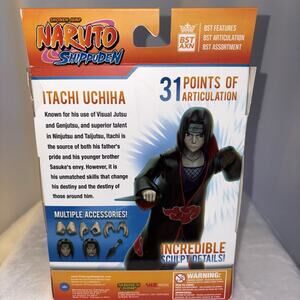 SHONEN JUMP
NARUTO
SHIPPUDEN
BST
AXN
BST FEATURES
BST ARTICULATION
BST ASSORTMENT
ITACHI UCHIHA
31 POINTS OF
ARTICULATION
Known for his use of Visual Jutsu
and Genjutsu, and superior talent
in Ninjutsu and Taijutsu, Itachi
is the source of both his father's
pride and his younger brother
Sasuke's envy. However, it is
his unmatched skills that change
his destiny and the destiny of
those around him.
MULTIPLE ACCESSORIES!
INCREDIBLE
SCULPT DETAILS!
WARNING: